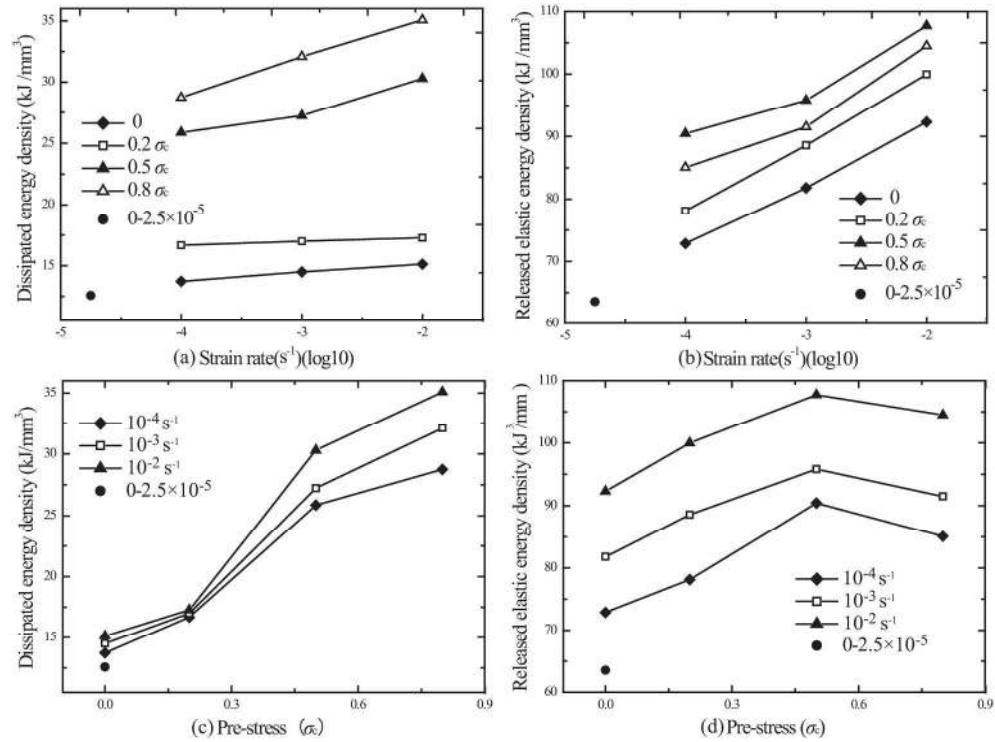 Dissipated energy density (kJ /mm³)
35
30
25
20
15
0
0.2 σc
0.5 σc
0.8 σc
0-2.5×10⁻⁵
-5 -4 -3 -2
(a) Strain rate(s⁻¹)(log10)
Released elastic energy density (kJ /mm³)
110
100
90
80
70
60
0
0.2 σc
0.5 σc
0.8 σc
0-2.5×10⁻⁵
-5 -4 -3 -2
(b) Strain rate(s⁻¹)(log10)
Dissipated energy density (kJ/mm³)
35
30
25
20
15
10⁻⁴ s⁻¹
10⁻³ s⁻¹
10⁻² s⁻¹
0-2.5×10⁻⁵
0.0 0.3 0.6 0.9
(c) Pre-stress (σc)
Released elastic energy density (kJ³/mm )
110
100
90
80
70
60
10⁻⁴ s⁻¹
10⁻³ s⁻¹
10⁻² s⁻¹
0-2.5×10⁻⁵
0.0 0.3 0.6 0.9
(d) Pre-stress (σc)